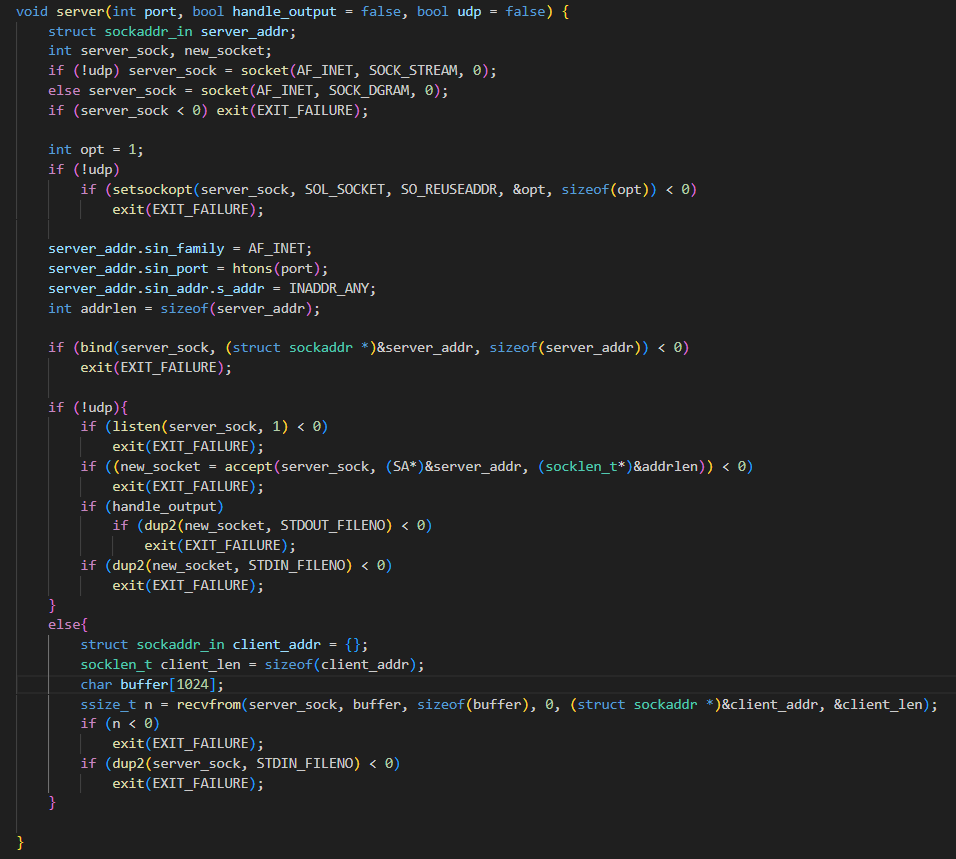 void server(int port, bool handle_output = false, bool udp = false) {
    struct sockaddr_in server_addr;
    int server_sock, new_socket;
    if (!udp) server_sock = socket(AF_INET, SOCK_STREAM, 0);
    else server_sock = socket(AF_INET, SOCK_DGRAM, 0);
    if (server_sock < 0) exit(EXIT_FAILURE);

    int opt = 1;
    if (!udp)
        if (setsockopt(server_sock, SOL_SOCKET, SO_REUSEADDR, &opt, sizeof(opt)) < 0)
            exit(EXIT_FAILURE);

    server_addr.sin_family = AF_INET;
    server_addr.sin_port = htons(port);
    server_addr.sin_addr.s_addr = INADDR_ANY;
    int addrlen = sizeof(server_addr);

    if (bind(server_sock, (struct sockaddr *)&server_addr, sizeof(server_addr)) < 0)
        exit(EXIT_FAILURE);

    if (!udp){
        if (listen(server_sock, 1) < 0)
            exit(EXIT_FAILURE);
        if ((new_socket = accept(server_sock, (SA*)&server_addr, (socklen_t*)&addrlen)) < 0)
            exit(EXIT_FAILURE);
        if (handle_output)
            if (dup2(new_socket, STDOUT_FILENO) < 0)
                exit(EXIT_FAILURE);
        if (dup2(new_socket, STDIN_FILENO) < 0)
            exit(EXIT_FAILURE);
    }
    else{
        struct sockaddr_in client_addr = {};
        socklen_t client_len = sizeof(client_addr);
        char buffer[1024];
        ssize_t n = recvfrom(server_sock, buffer, sizeof(buffer), 0, (struct sockaddr *)&client_addr, &client_len);
        if (n < 0)
            exit(EXIT_FAILURE);
        if (dup2(server_sock, STDIN_FILENO) < 0)
            exit(EXIT_FAILURE);
    }

}